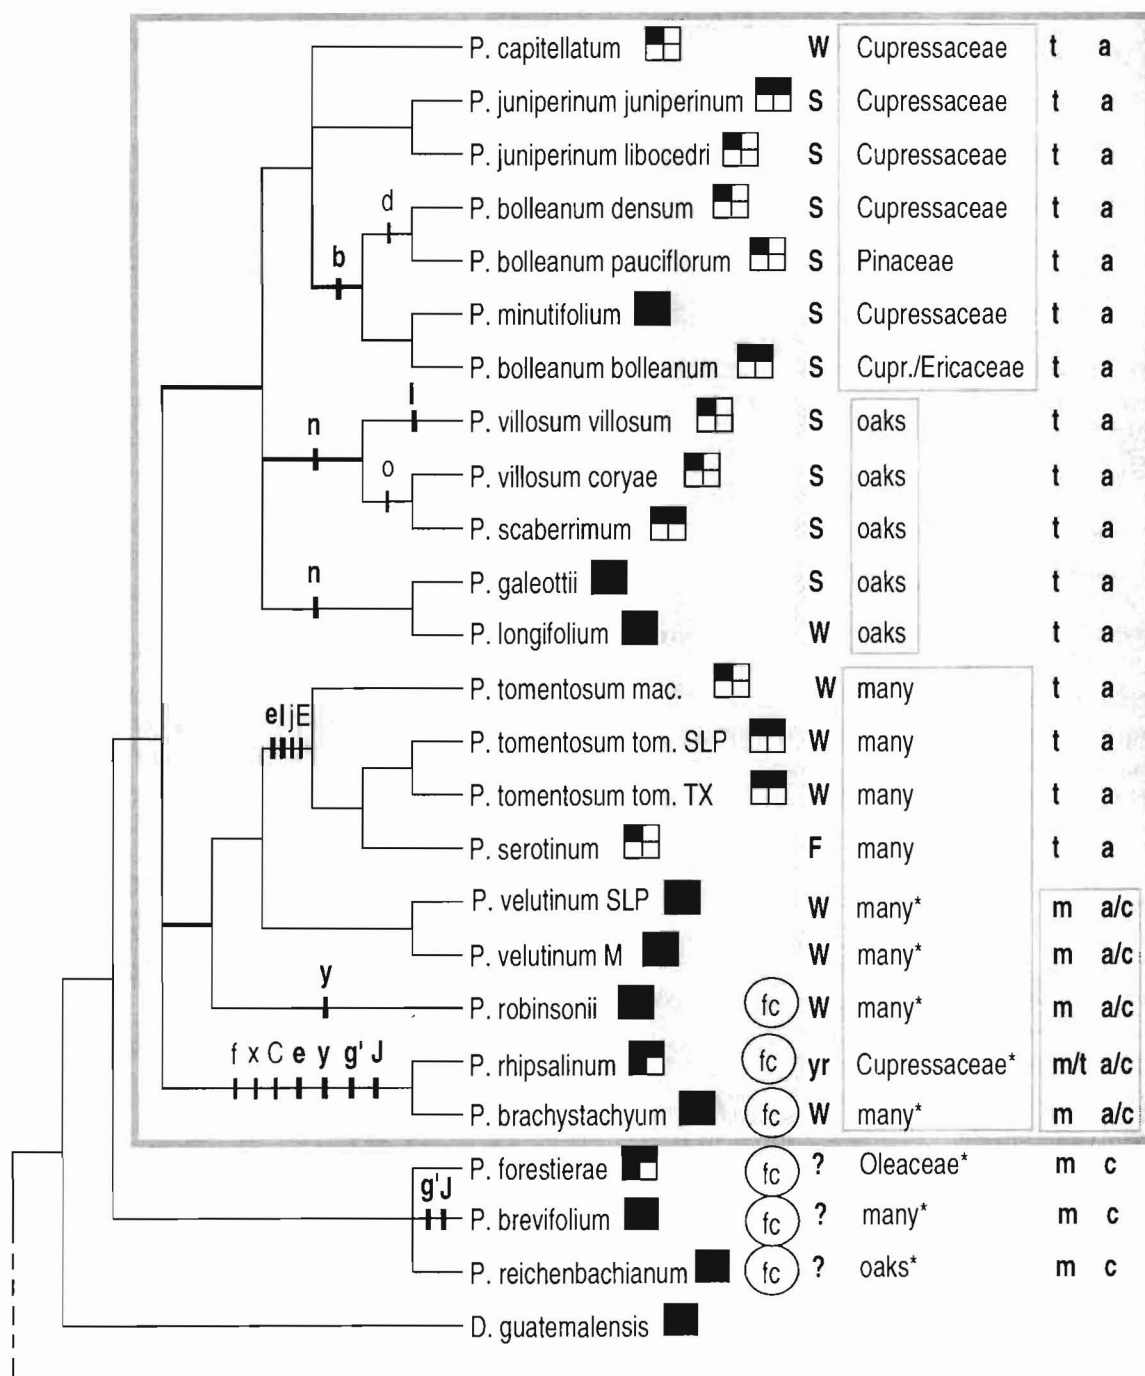 P. capitellatum W Cupressaceae t a
P. juniperinum juniperinum S Cupressaceae t a
P. juniperinum libocedri S Cupressaceae t a
d P. bolleanum densum S Cupressaceae t a
b P. bolleanum pauciflorum S Pinaceae t a
P. minutifolium S Cupressaceae t a
P. bolleanum bolleanum S Cupr./Ericaceae t a
l P. villosum villosum S oaks t a
n o P. villosum coryae S oaks t a
P. scaberrimum S oaks t a
n P. galeottii S oaks t a
P. longifolium W oaks t a
P. tomentosum mac. W many t a
eljE P. tomentosum tom. SLP W many t a
P. tomentosum tom. TX W many t a
P. serotinum F many t a
P. velutinum SLP W many* m a/c
P. velutinum M W many* m a/c
y P. robinsonii fc W many* m a/c
f x C e y g' J P. rhipsalinum fc yr Cupressaceae* m/t a/c
P. brachystachyum fc W many* m a/c
P. forestierae fc ? Oleaceae* m c
g'J P. brevifolium fc ? many* m c
P. reichenbachianum fc ? oaks* m c
D. guatemalensis